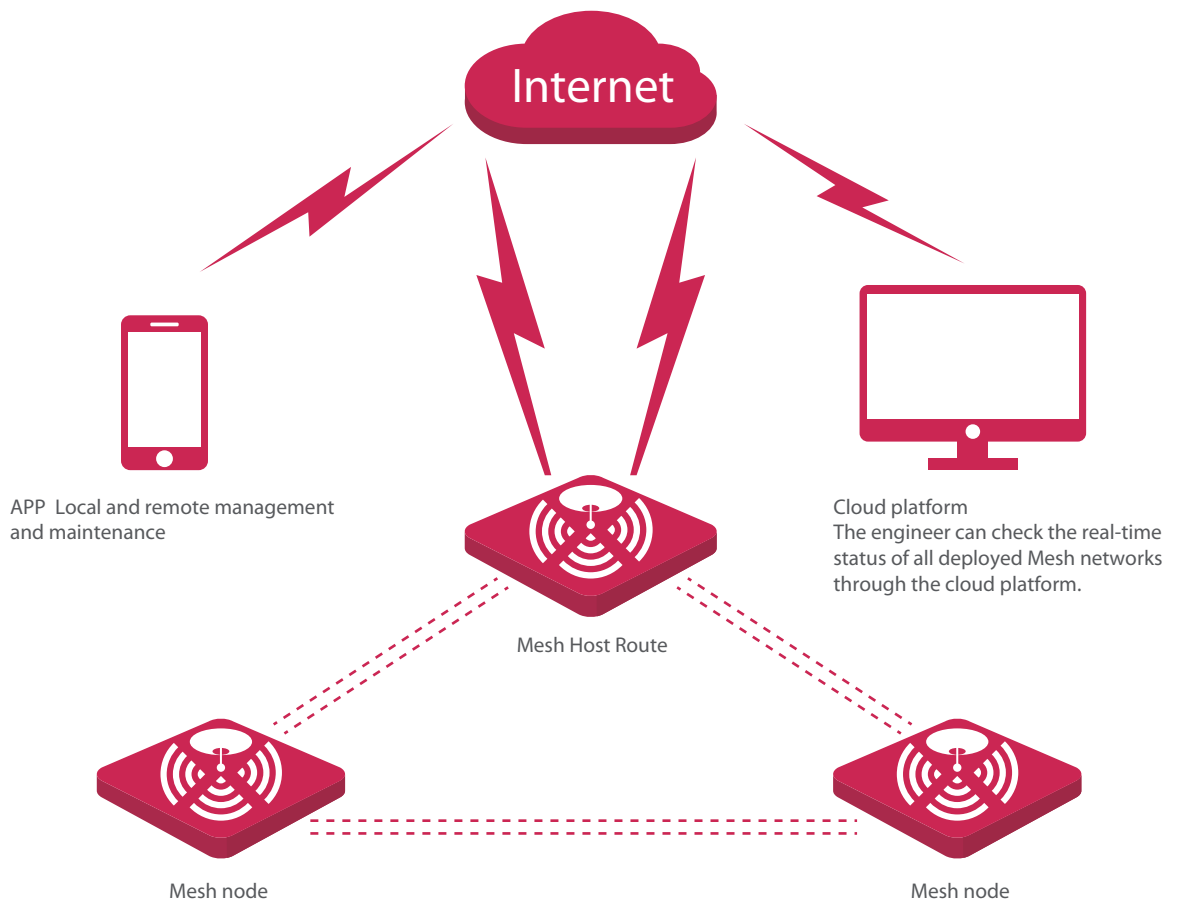 Internet
APP  Local and remote management
and maintenance
Cloud platform
The engineer can check the real-time
status of all deployed Mesh networks
through the cloud platform.
Mesh Host Route
Mesh node
Mesh node